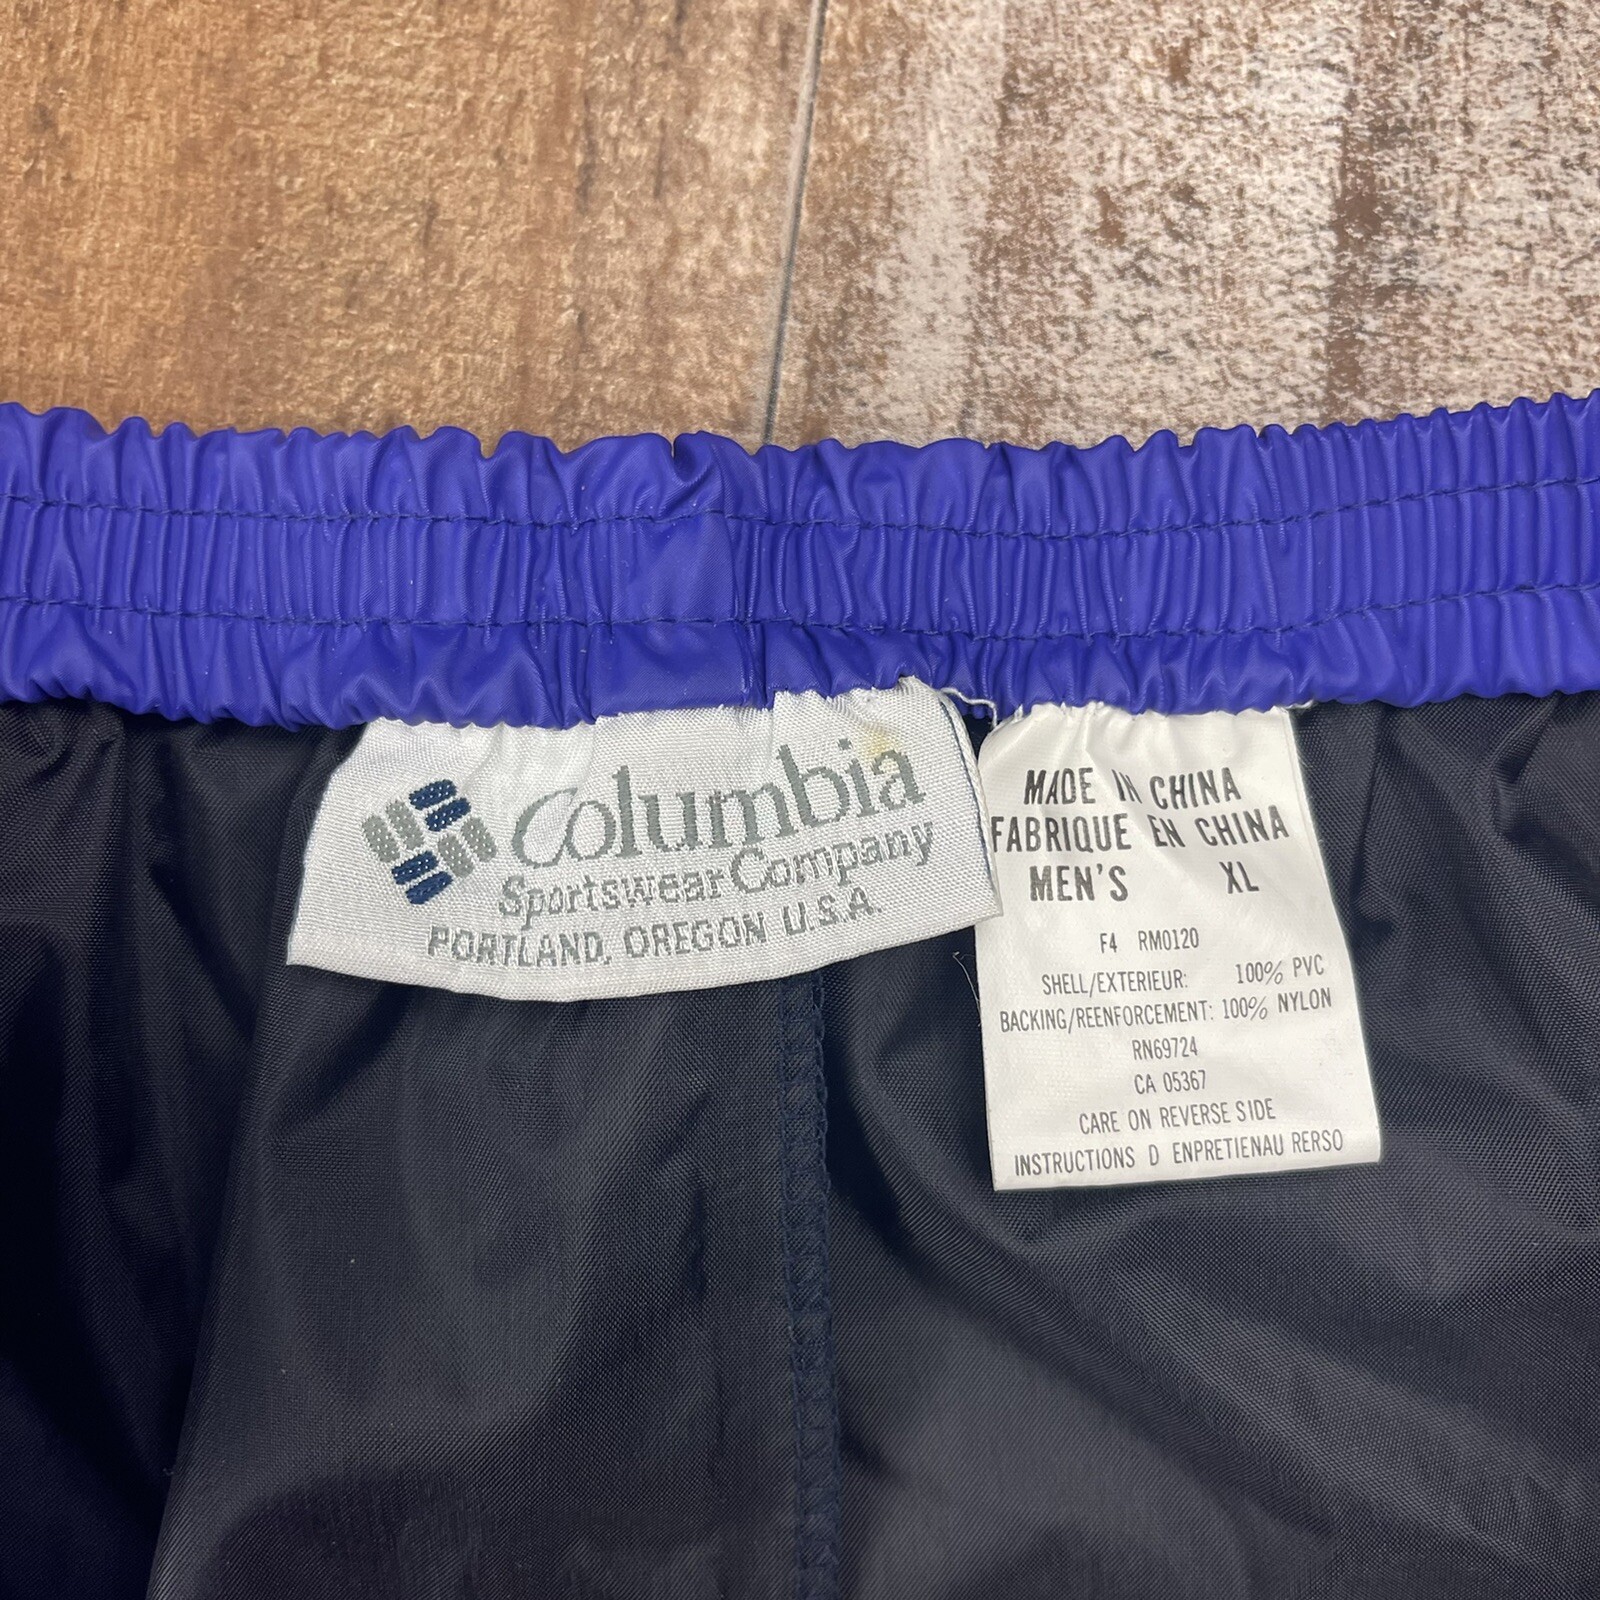 Columbia
Sportswear Company
PORTLAND, OREGON U.S.A.
MADE IN CHINA
FABRIQUE EN CHINA
MEN'S XL
F4 RM0120
SHELL/EXTERIEUR: 100% PVC
BACKING/REENFORCEMENT: 100% NYLON
RN69724
CA 05367
CARE ON REVERSE SIDE
INSTRUCTIONS D ENPRETIENAU RERSO